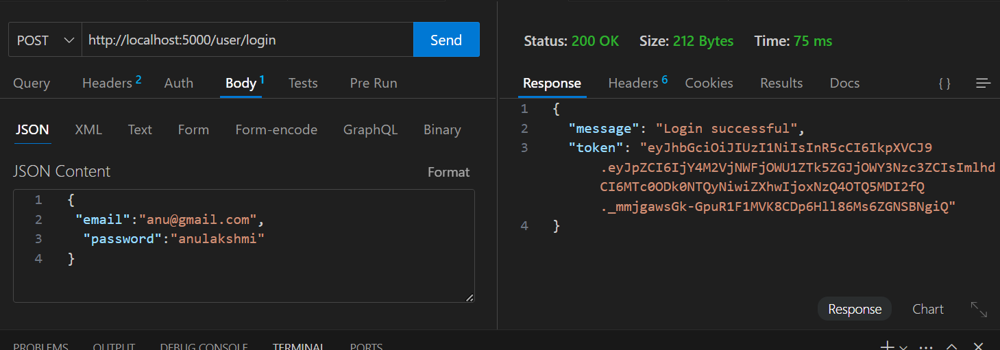 POST http://localhost:5000/user/login Send
Query Headers 2 Auth Body 1 Tests Pre Run
JSON XML Text Form Form-encode GraphQL Binary
JSON Content Format
1 {
2 "email":"anu@gmail.com",
3 "password":"anulakshmi"
4 }
Status: 200 OK Size: 212 Bytes Time: 75 ms
Response Headers 6 Cookies Results Docs { }
1 {
2 "message": "Login successful",
3 "token": "eyJhbGciOiJIUzI1NiIsInR5cCI6IkpXVCJ9
.eyJpZCI6IjY4M2VjNWFjOWU1ZTk5ZGJjOWY3Nzc3ZCIsImlhd
CI6MTc0ODk0NTQyNiwiZXhwIjoxNzQ4OTQ5MDI2fQ
._mmjgawsGk-GpuR1F1MVK8CDp6Hll86Ms6ZGNSBNgiQ"
4 }
Response Chart
PROBLEMS OUTPUT DEBUG CONSOLE TERMINAL PORTS